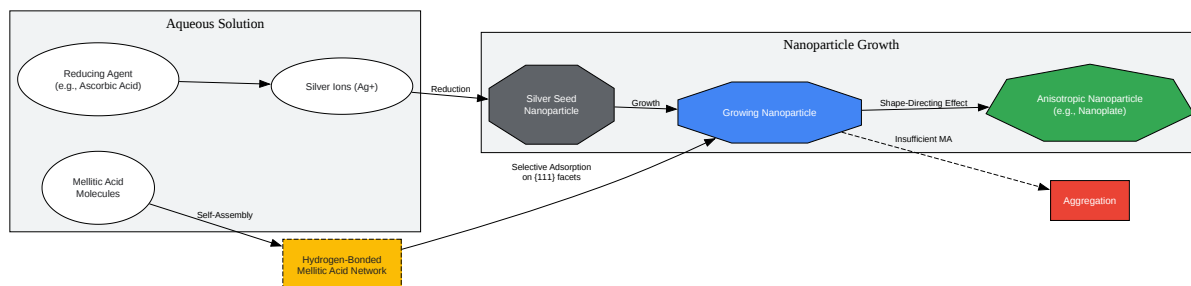 Aqueous Solution
Reducing Agent
(e.g., Ascorbic Acid)
Silver Ions (Ag+)
Reduction
Mellitic Acid
Molecules
Self-Assembly
Hydrogen-Bonded
Mellitic Acid Network
Selective Adsorption
on {111} facets
Nanoparticle Growth
Silver Seed
Nanoparticle
Growth
Growing Nanoparticle
Shape-Directing Effect
Anisotropic Nanoparticle
(e.g., Nanoplate)
Insufficient MA
Aggregation